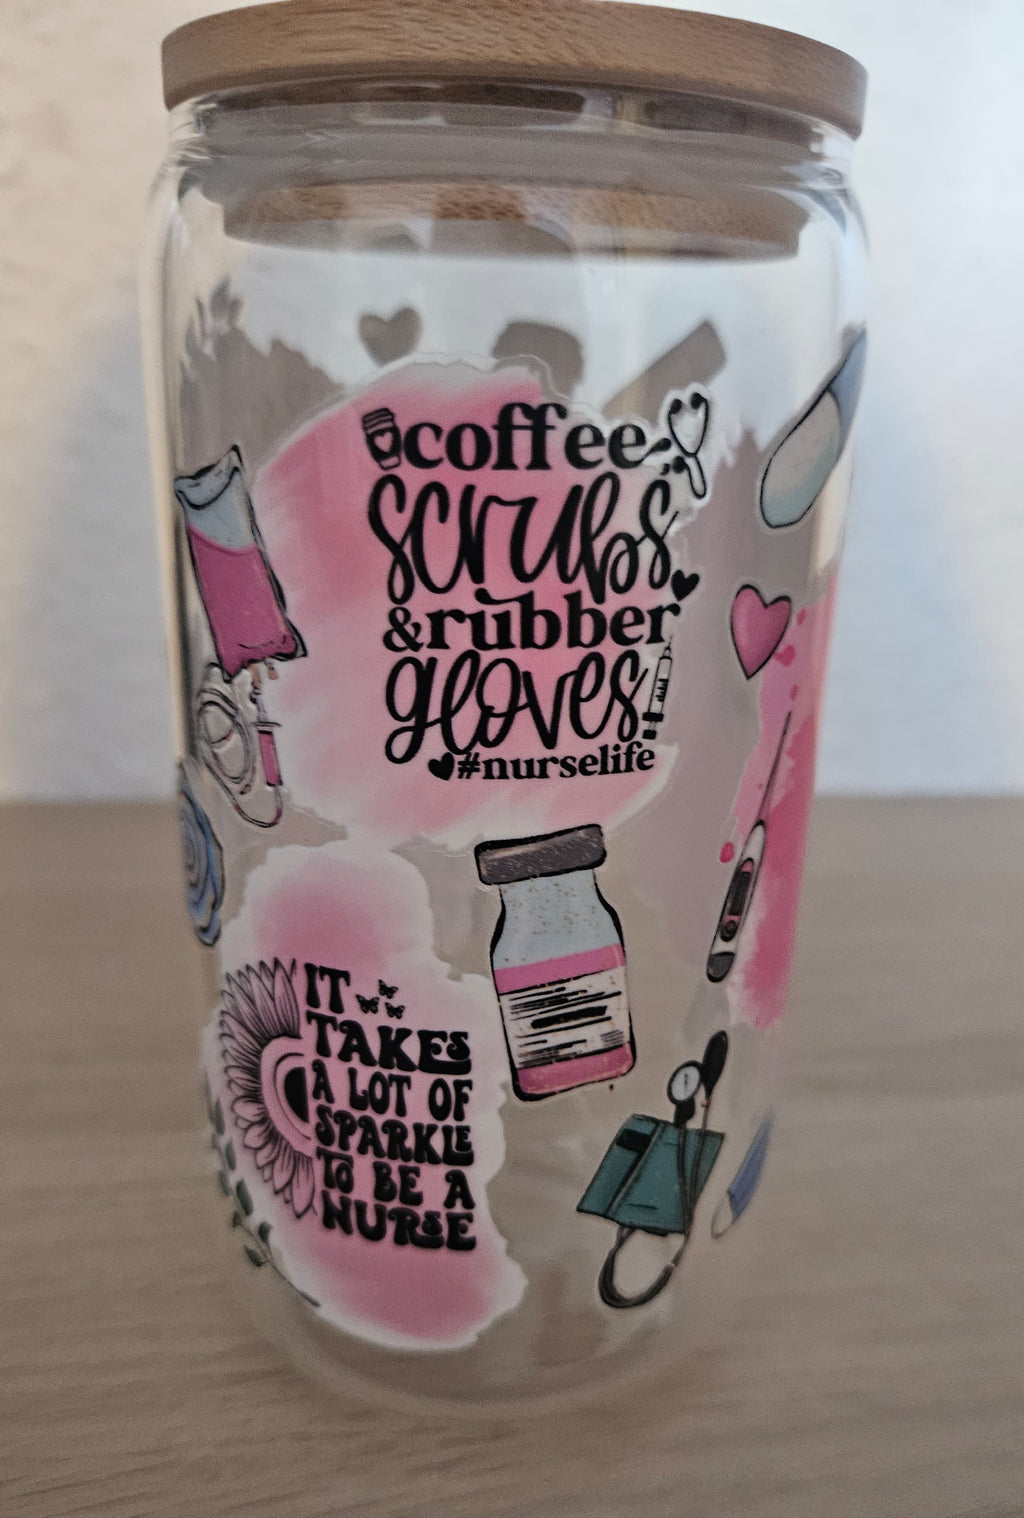 coffee
scrubs
&rubber
gloves
#nurselife
IT
TAKES
A LOT OF
SPARKLE
TO BE A
NURSE